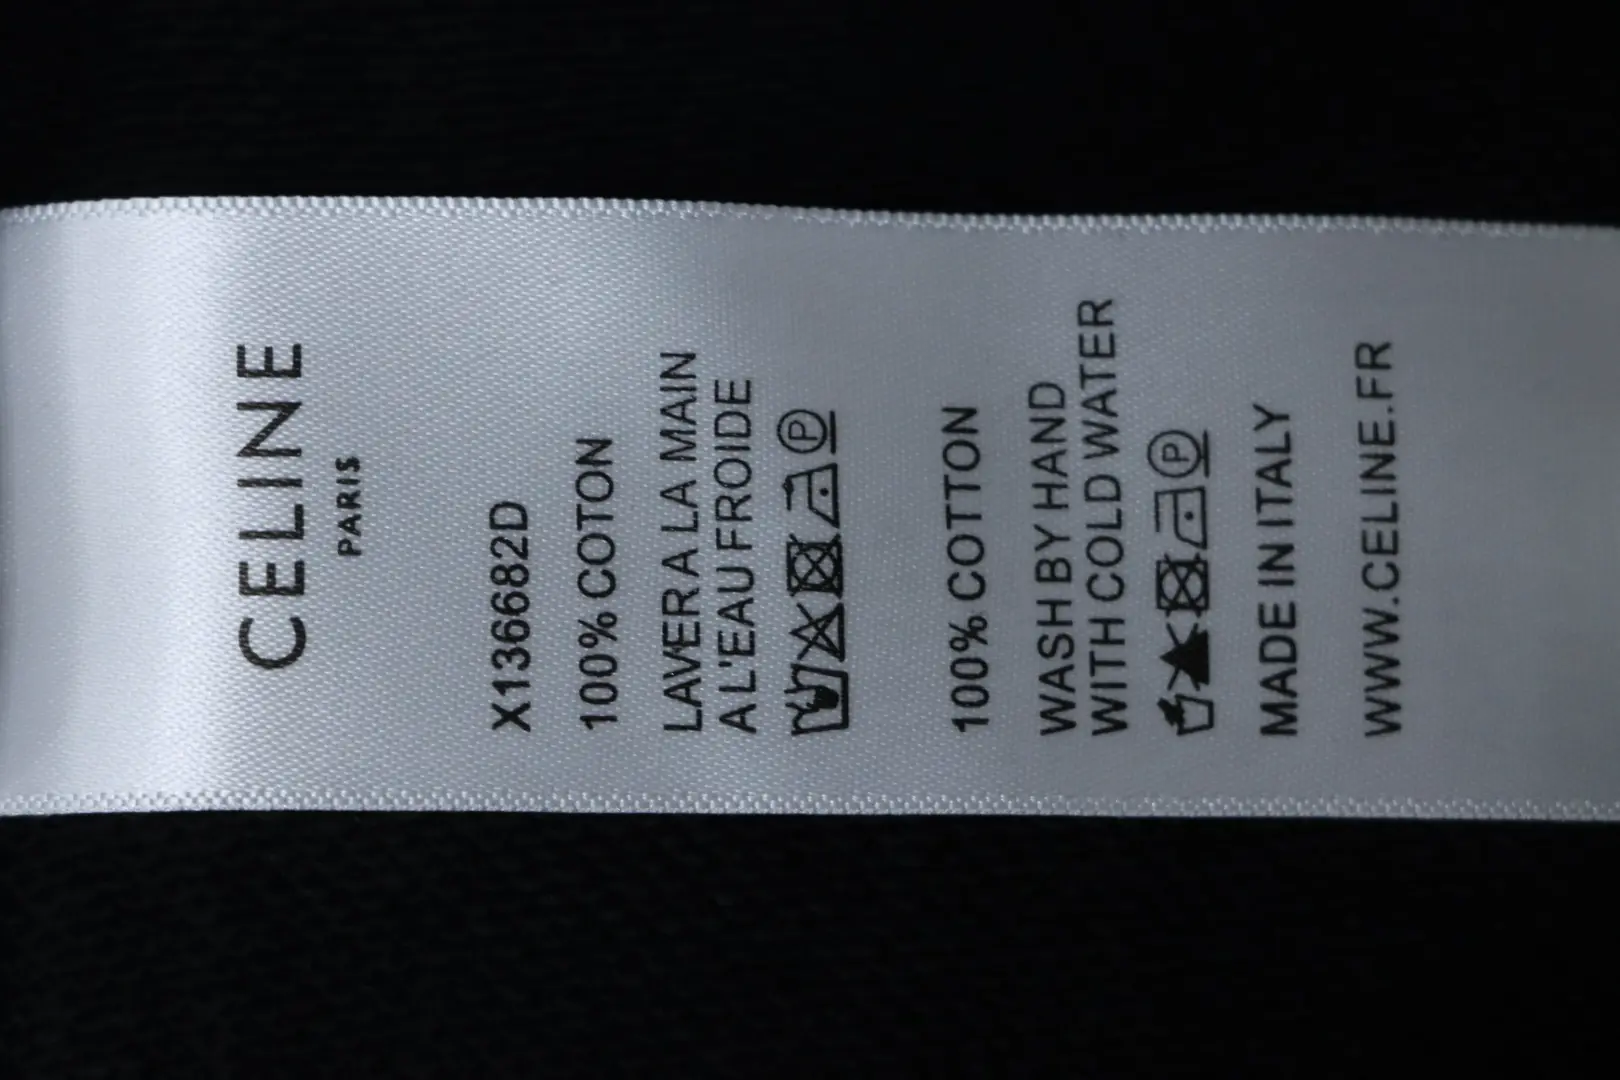 CELINE
PARIS
X136682D
100% COTON
LAVER A LA MAIN
A L'EAU FROIDE
P
100% COTTON
WASH BY HAND
WITH COLD WATER
P
MADE IN ITALY
WWW.CELINE.FR